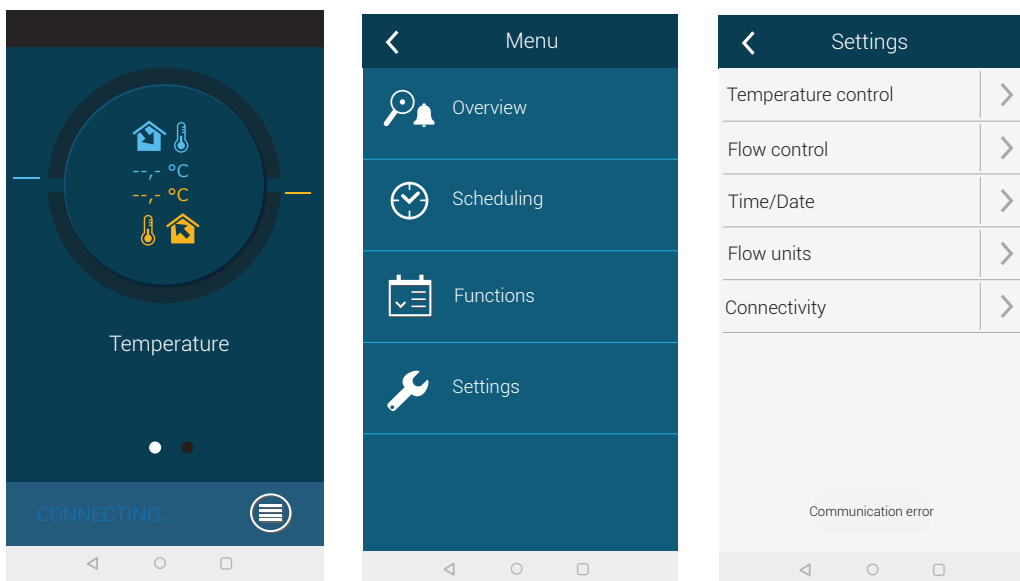 --,- °C
--,- °C
Temperature
CONNECTING...
Menu
Overview
Scheduling
Functions
Settings
Settings
Temperature control
Flow control
Time/Date
Flow units
Connectivity
Communication error